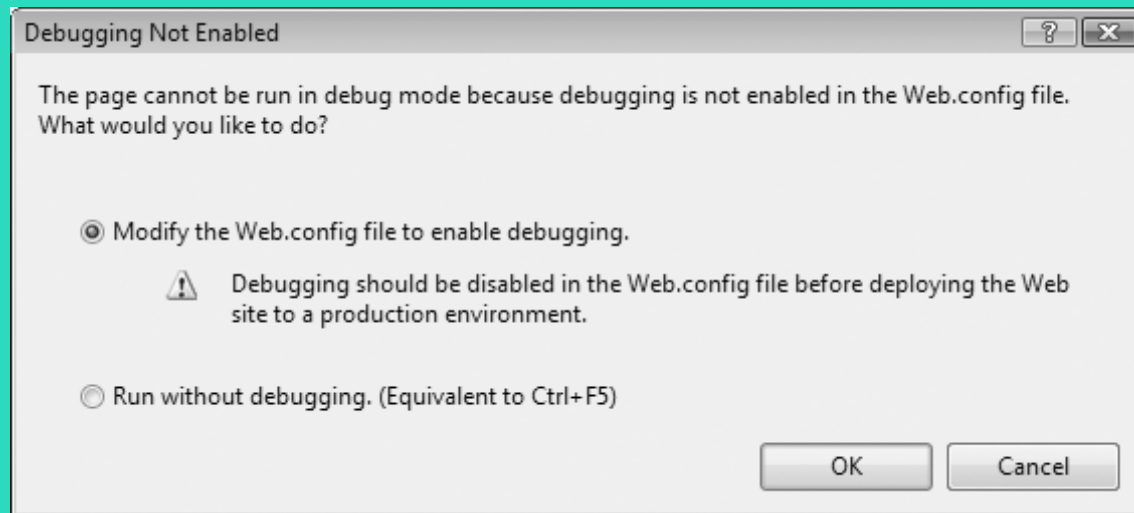 Debugging Not Enabled
The page cannot be run in debug mode because debugging is not enabled in the Web.config file.
What would you like to do?
Modify the Web.config file to enable debugging.
Debugging should be disabled in the Web.config file before deploying the Web
site to a production environment.
Run without debugging. (Equivalent to Ctrl+F5)
OK Cancel